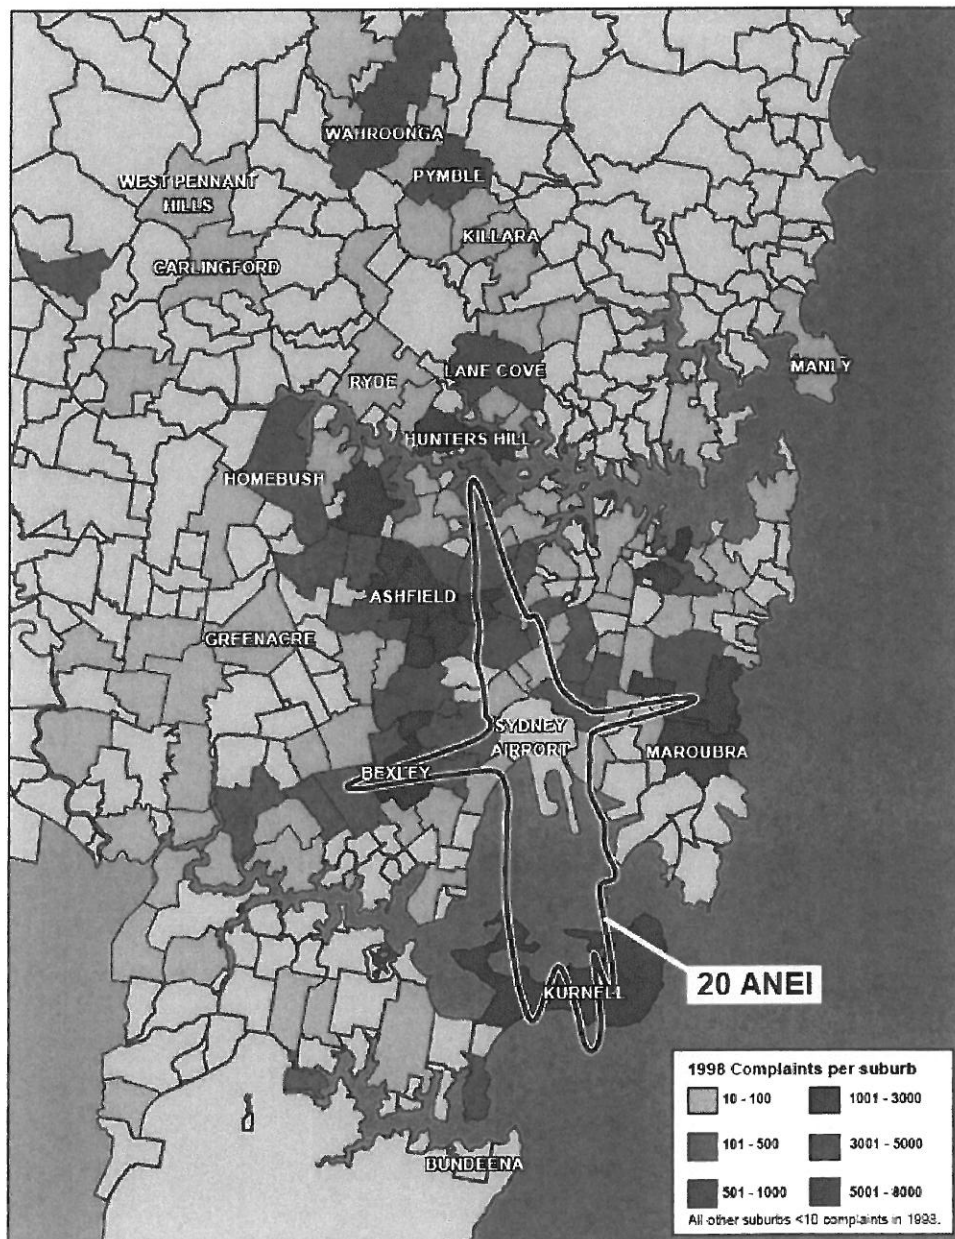 WAHROONGA
PYMBLE
WEST PENNANT
HILLS
KILLARA
CARLINGFORD
MANLY
LANE COVE
RYDE
HUNTERS HILL
HOMEBUSH
ASHFIELD
GREENACRE
SYDNEY
AIRPORT
MAROUBRA
BEXLEY
20 ANEI
KURNELL
BUNDEENA
1998 Complaints per suburb
10 - 100
1001 - 3000
101 - 500
3001 - 5000
501 - 1000
5001 - 8000
All other suburbs <10 complaints in 1998.